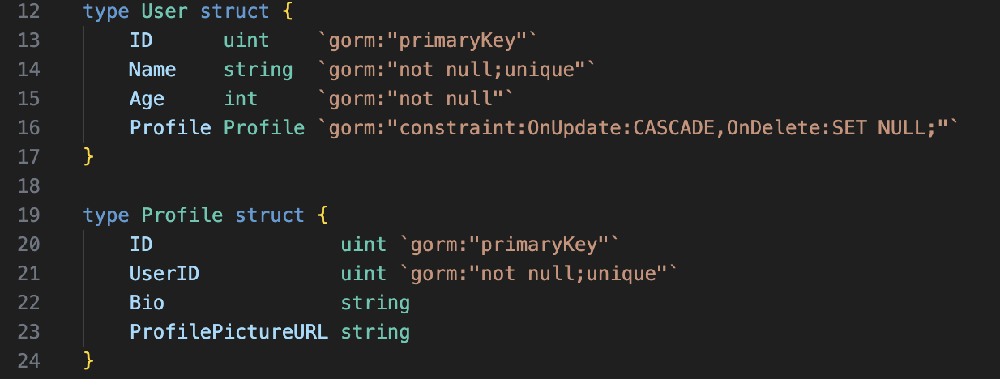 12 type User struct {
13 ID uint `gorm:"primaryKey"`
14 Name string `gorm:"not null;unique"`
15 Age int `gorm:"not null"`
16 Profile Profile `gorm:"constraint:OnUpdate:CASCADE,OnDelete:SET NULL;"`
17 }
18
19 type Profile struct {
20 ID uint `gorm:"primaryKey"`
21 UserID uint `gorm:"not null;unique"`
22 Bio string
23 ProfilePictureURL string
24 }